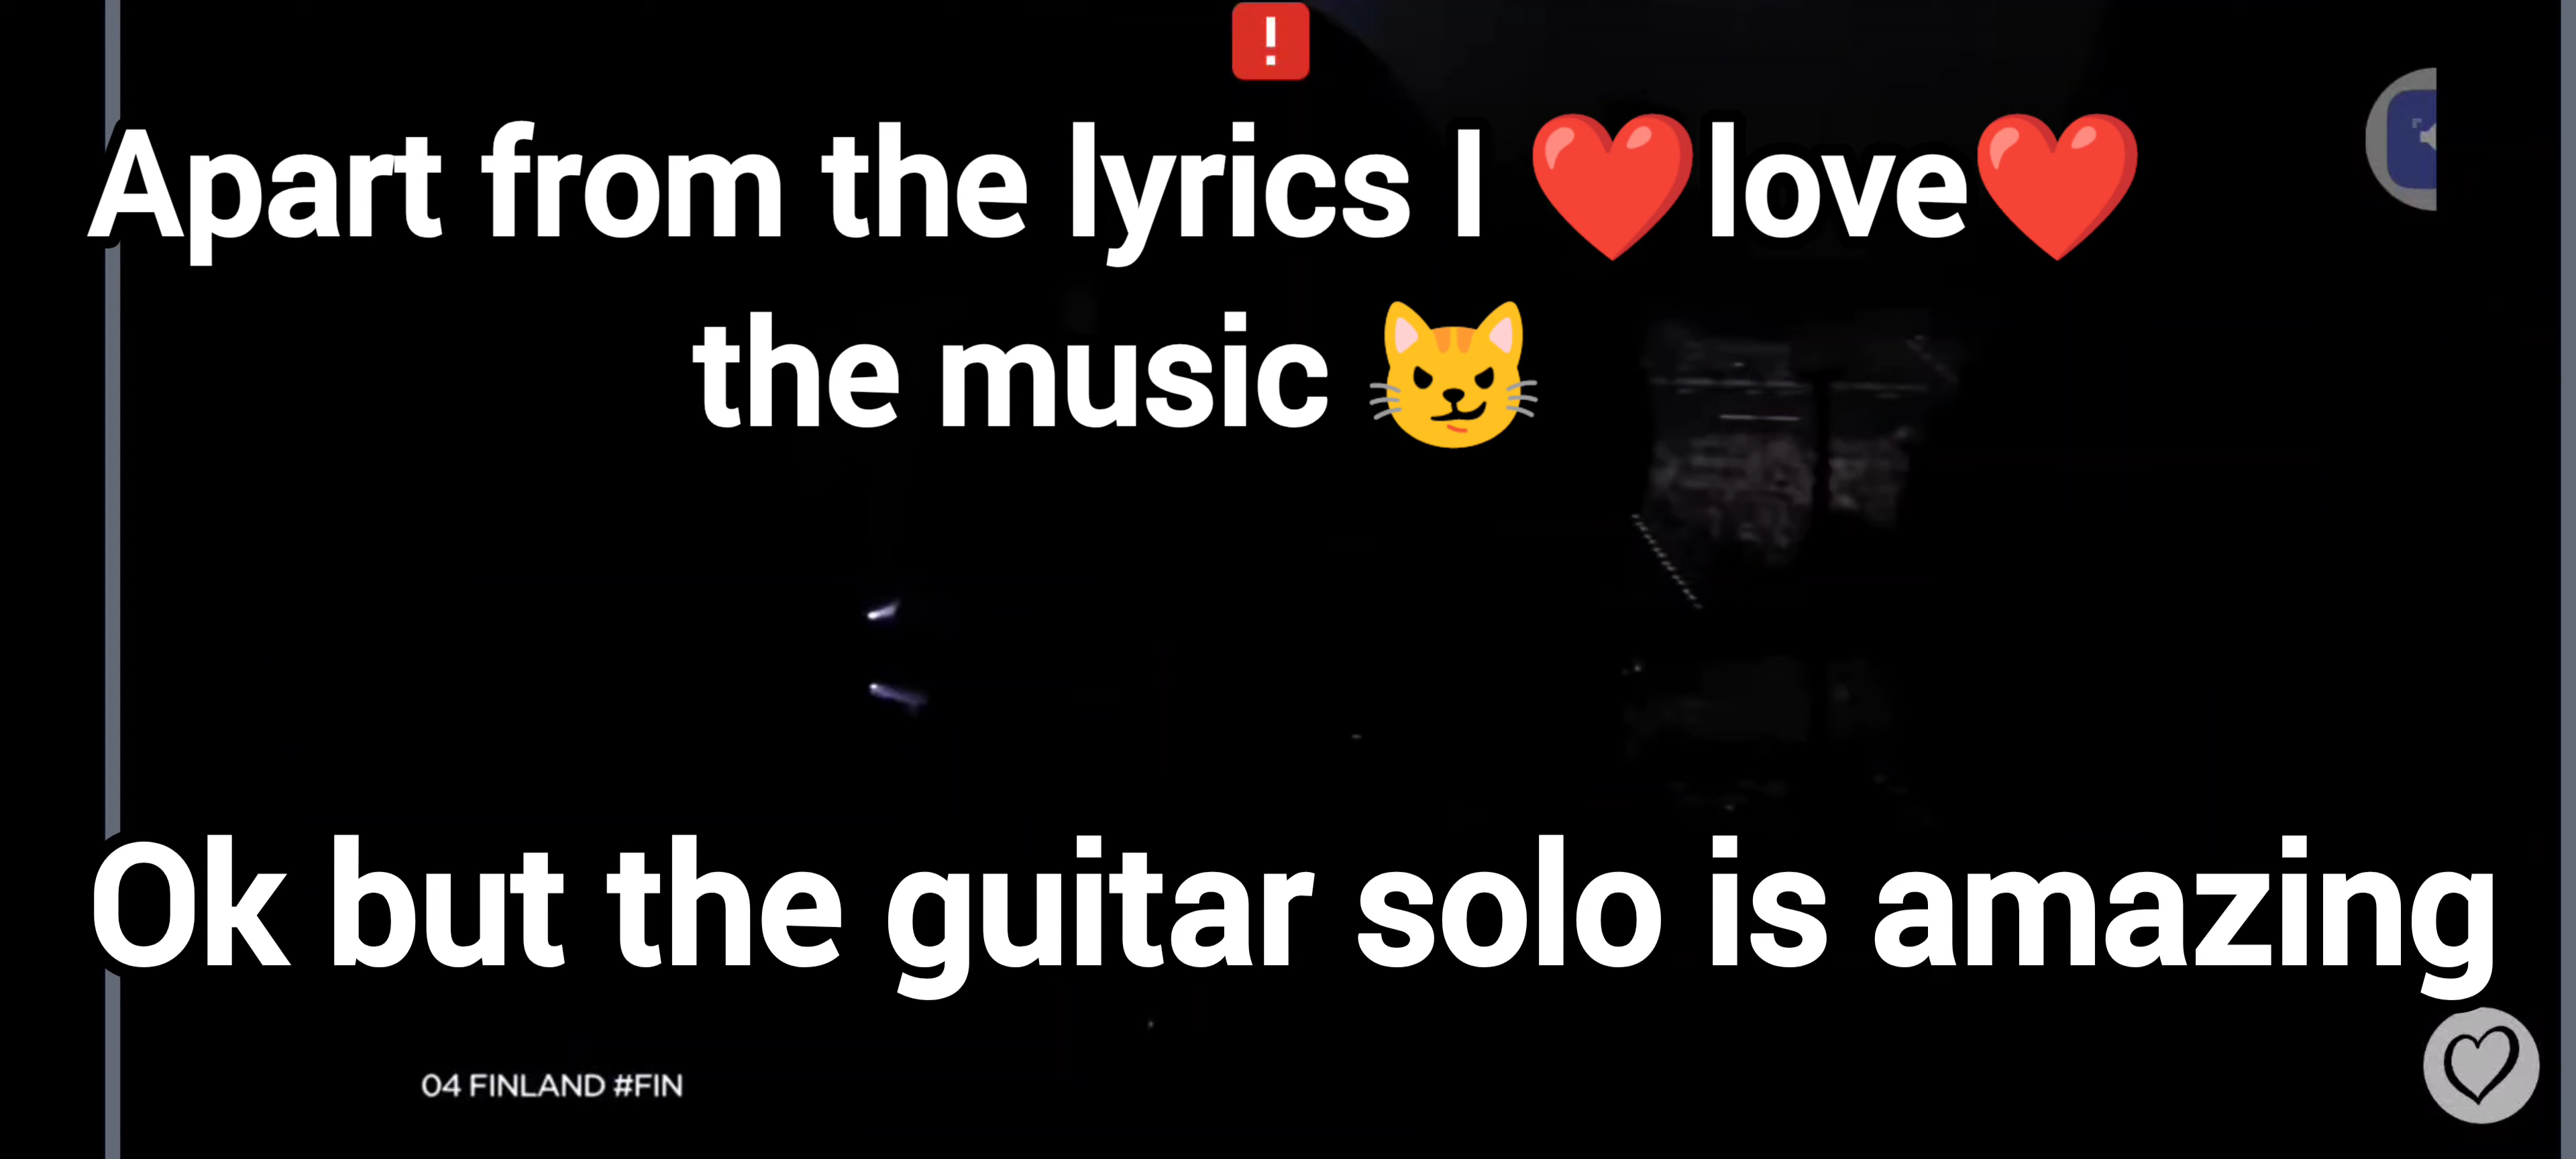 ❗
Apart from the lyrics I ❤️love❤️
the music 😼
Ok but the guitar solo is amazing
04 FINLAND #FIN